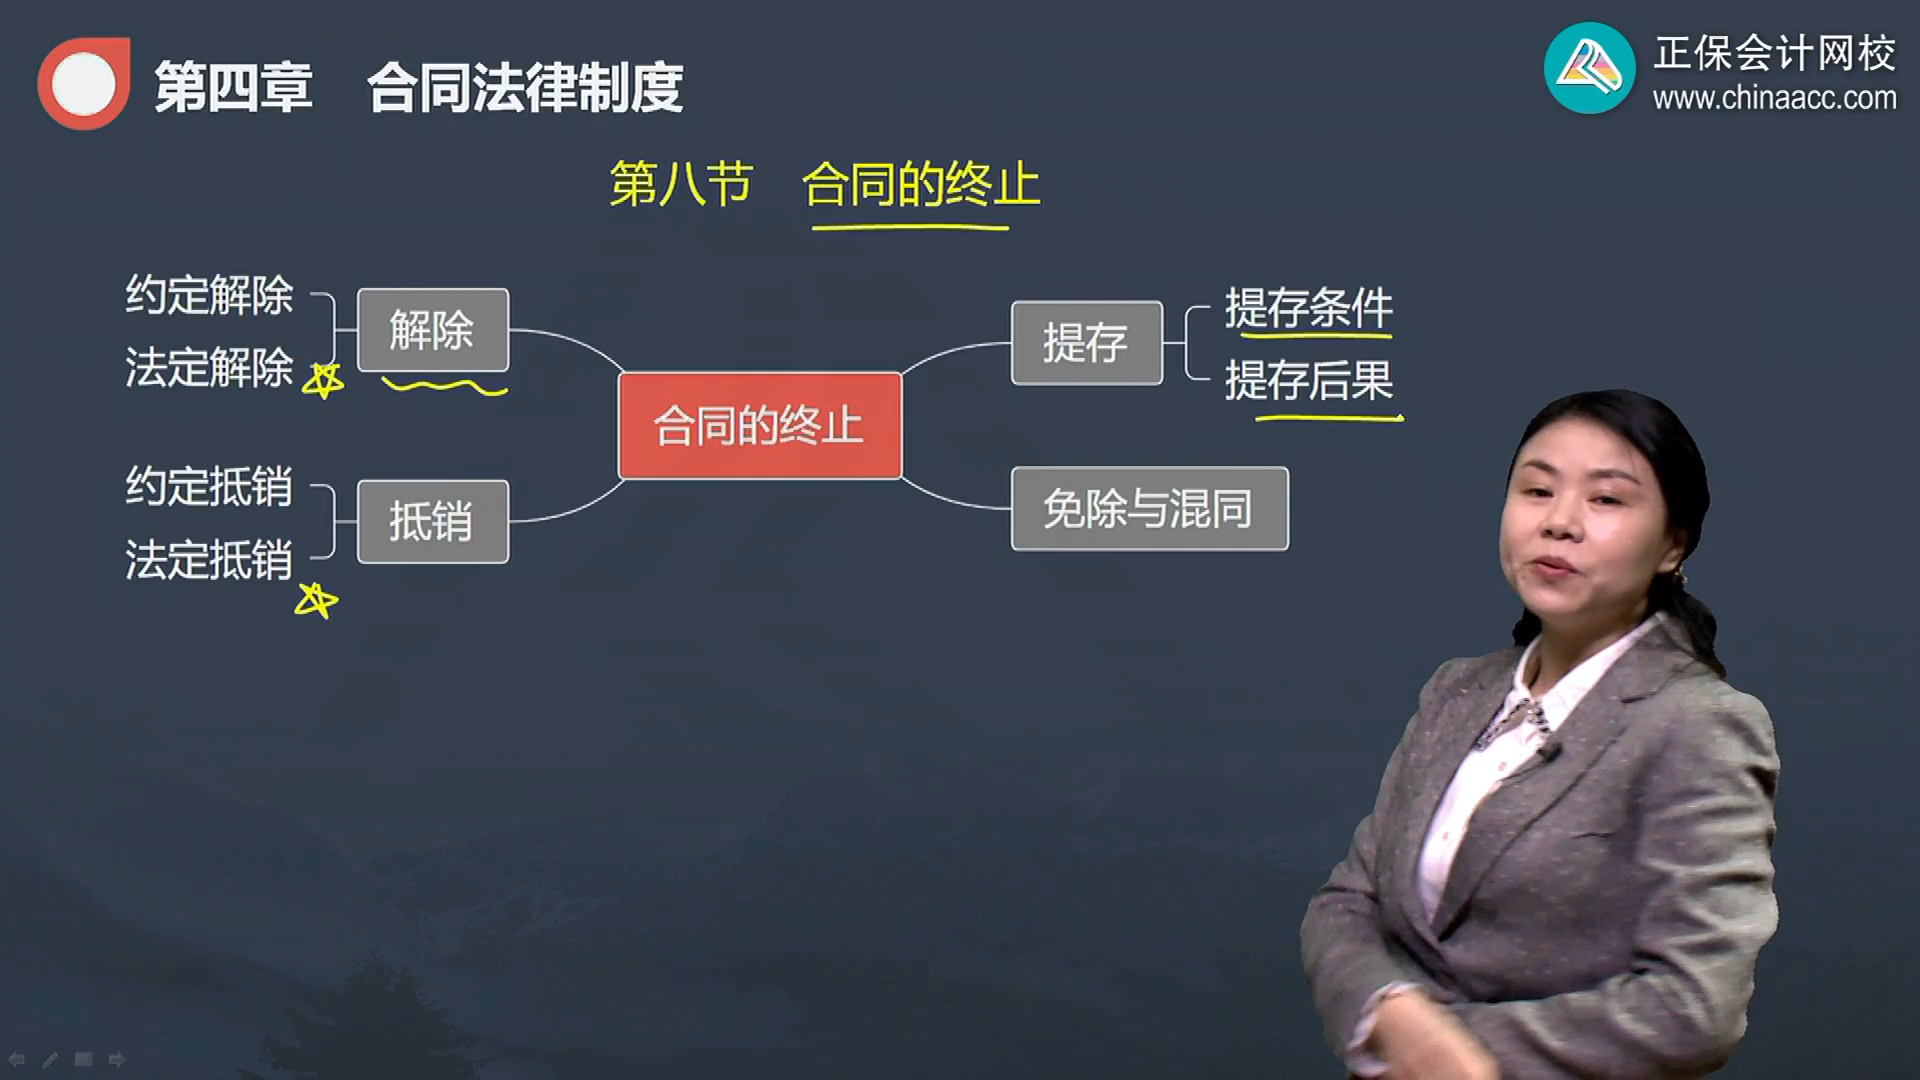 第四章 合同法律制度
正保会计网校
www.chinaacc.com
第八节 合同的终止
约定解除
法定解除
解除
约定抵销
法定抵销
抵销
合同的终止
提存
提存条件
提存后果
免除与混同